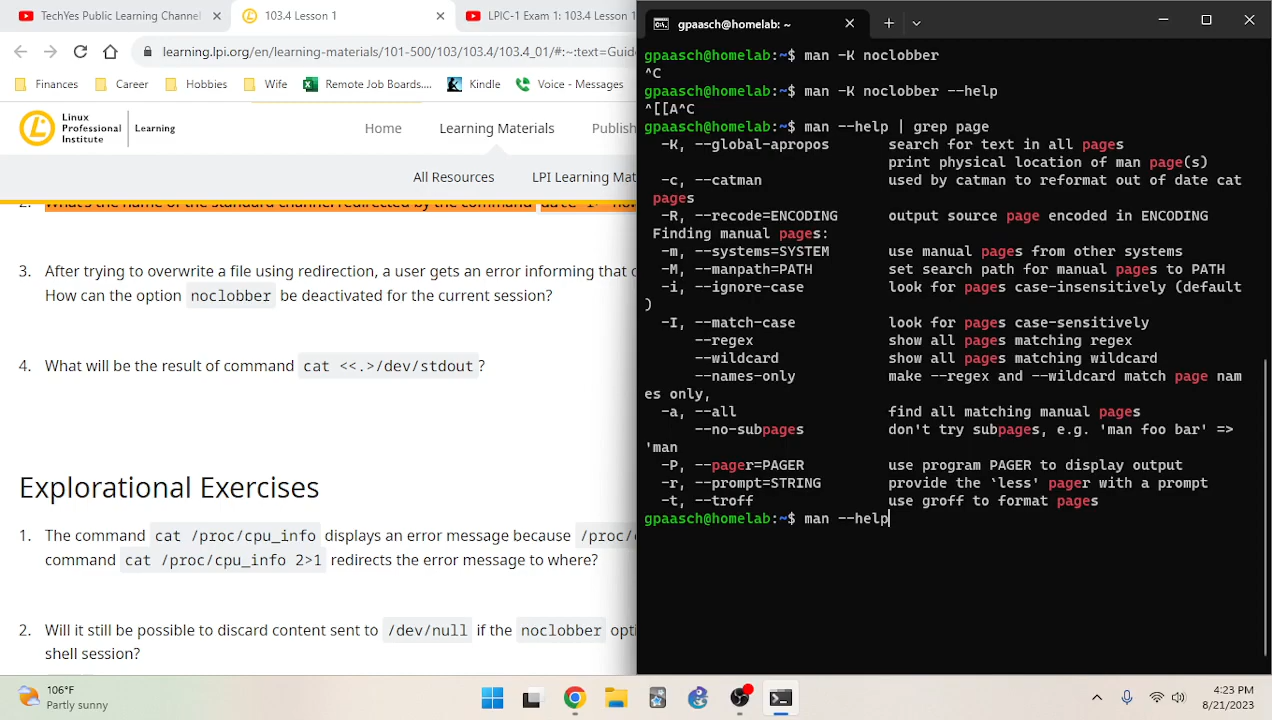 TechYes Public Learning Channel
103.4 Lesson 1
LPIC-1 Exam 1: 103.4 Lesson 1
learning.lpi.org/en/learning-materials/101-500/103/103.4/103.4_01/#:~:text=Guide
Finances
Career
Hobbies
Wife
Remote Job Boards....
Kindle
Voice - Messages
Linux
Professional
Institute
Learning
Home
Learning Materials
Publish
All Resources
LPI Learning Mat
2. What's the name of the standard channel redirected by the command
3. After trying to overwrite a file using redirection, a user gets an error informing that
How can the option noclobber be deactivated for the current session?
4. What will be the result of command cat <<.>/dev/stdout?
Explorational Exercises
1. The command cat /proc/cpu_info displays an error message because /proc/
command cat /proc/cpu_info 2>1 redirects the error message to where?
2. Will it still be possible to discard content sent to /dev/null if the noclobber
shell session?
gpaasch@homelab: ~
gpaasch@homelab:~$ man -K noclobber
^C
gpaasch@homelab:~$ man -K noclobber --help
^[[A^C
gpaasch@homelab:~$ man --help | grep page
-K, --global-apropos search for text in all pages
print physical location of man page(s)
-c, --catman used by catman to reformat out of date cat
pages
-R, --recode=ENCODING output source page encoded in ENCODING
Finding manual pages:
-m, --systems=SYSTEM use manual pages from other systems
-M, --manpath=PATH set search path for manual pages to PATH
-i, --ignore-case look for pages case-insensitively (default
)
-I, --match-case look for pages case-sensitively
--regex show all pages matching regex
--wildcard show all pages matching wildcard
--names-only make --regex and --wildcard match page nam
es only,
-a, --all find all matching manual pages
--no-subpages don't try subpages, e.g. 'man foo bar' =>
'man
-P, --pager=PAGER use program PAGER to display output
-r, --prompt=STRING provide the `less' pager with a prompt
-t, --troff use groff to format pages
gpaasch@homelab:~$ man --help
106°F
Partly sunny
4:23 PM
8/21/2023